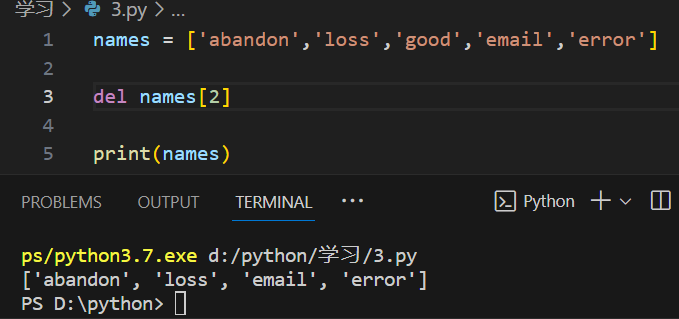 学习 > 3.py > ...
1 names = ['abandon','loss','good','email','error']
2
3 del names[2]
4
5 print(names)
PROBLEMS OUTPUT TERMINAL ... Python
ps/python3.7.exe d:/python/学习/3.py
['abandon', 'loss', 'email', 'error']
PS D:\python>